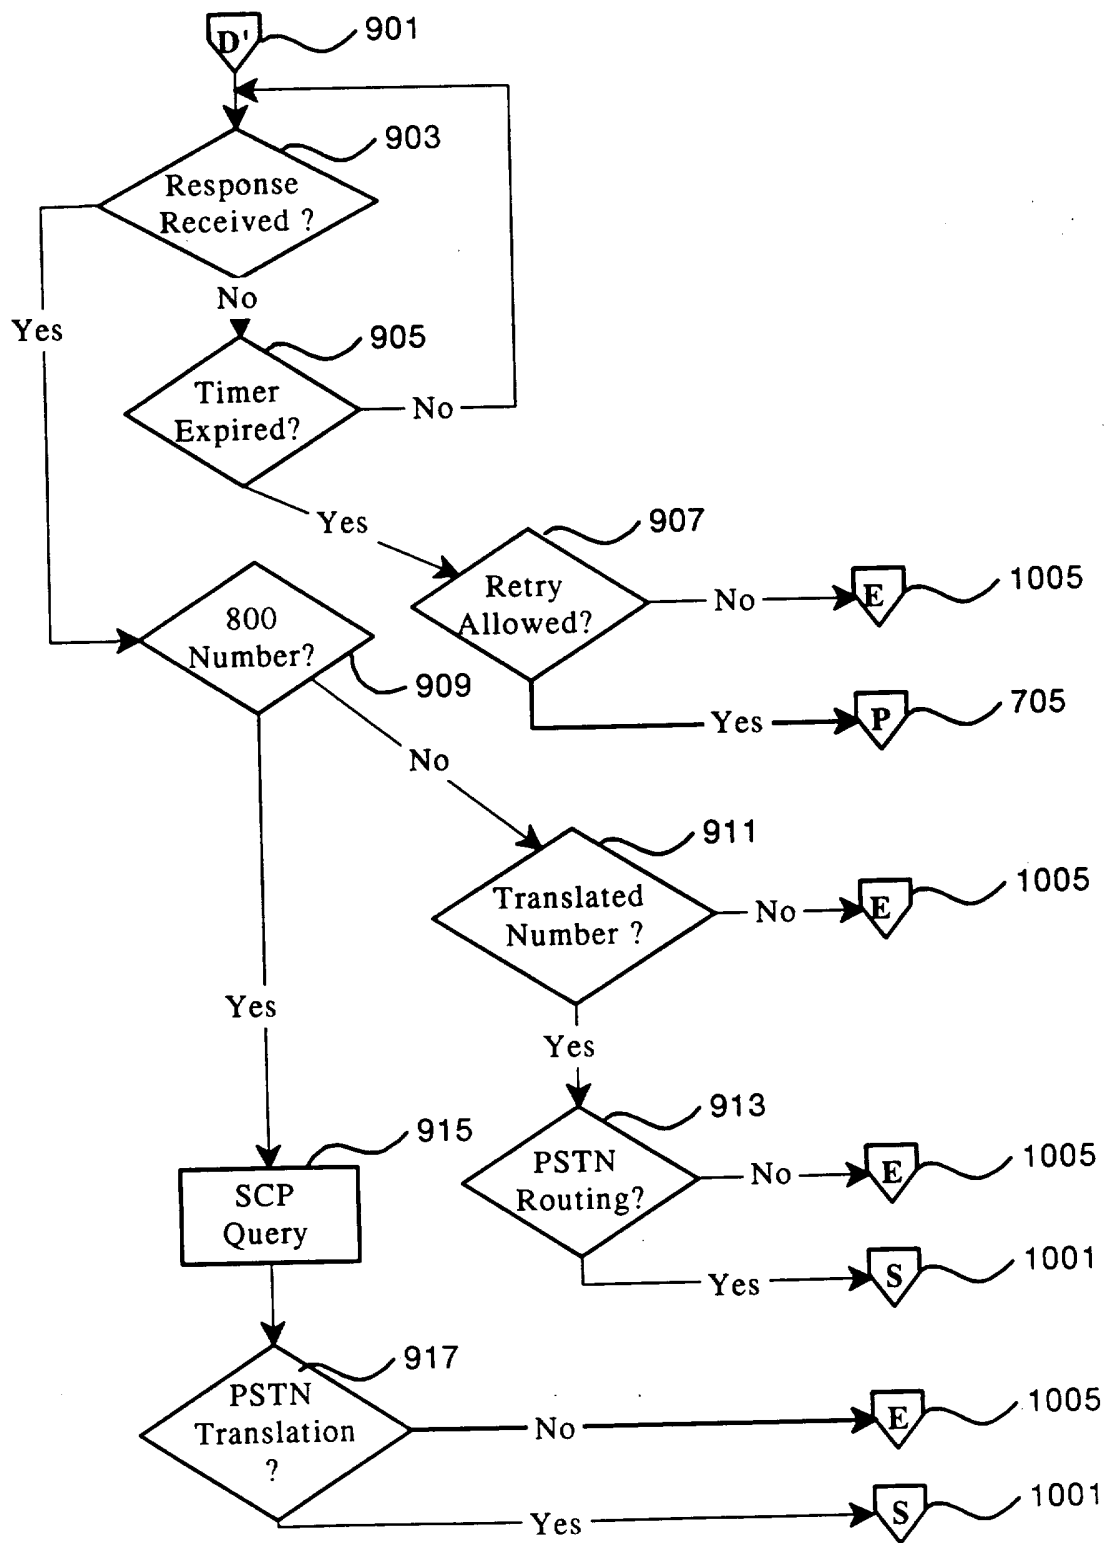 D'
901
903
Response
Received ?
No
Yes
905
Timer
Expired?
No
Yes
907
Retry
Allowed?
No
E
1005
800
Number?
909
Yes
P
705
No
911
Translated
Number ?
No
E
1005
Yes
Yes
913
915
PSTN
Routing?
No
E
1005
SCP
Query
Yes
S
1001
917
PSTN
Translation
?
No
E
1005
Yes
S
1001